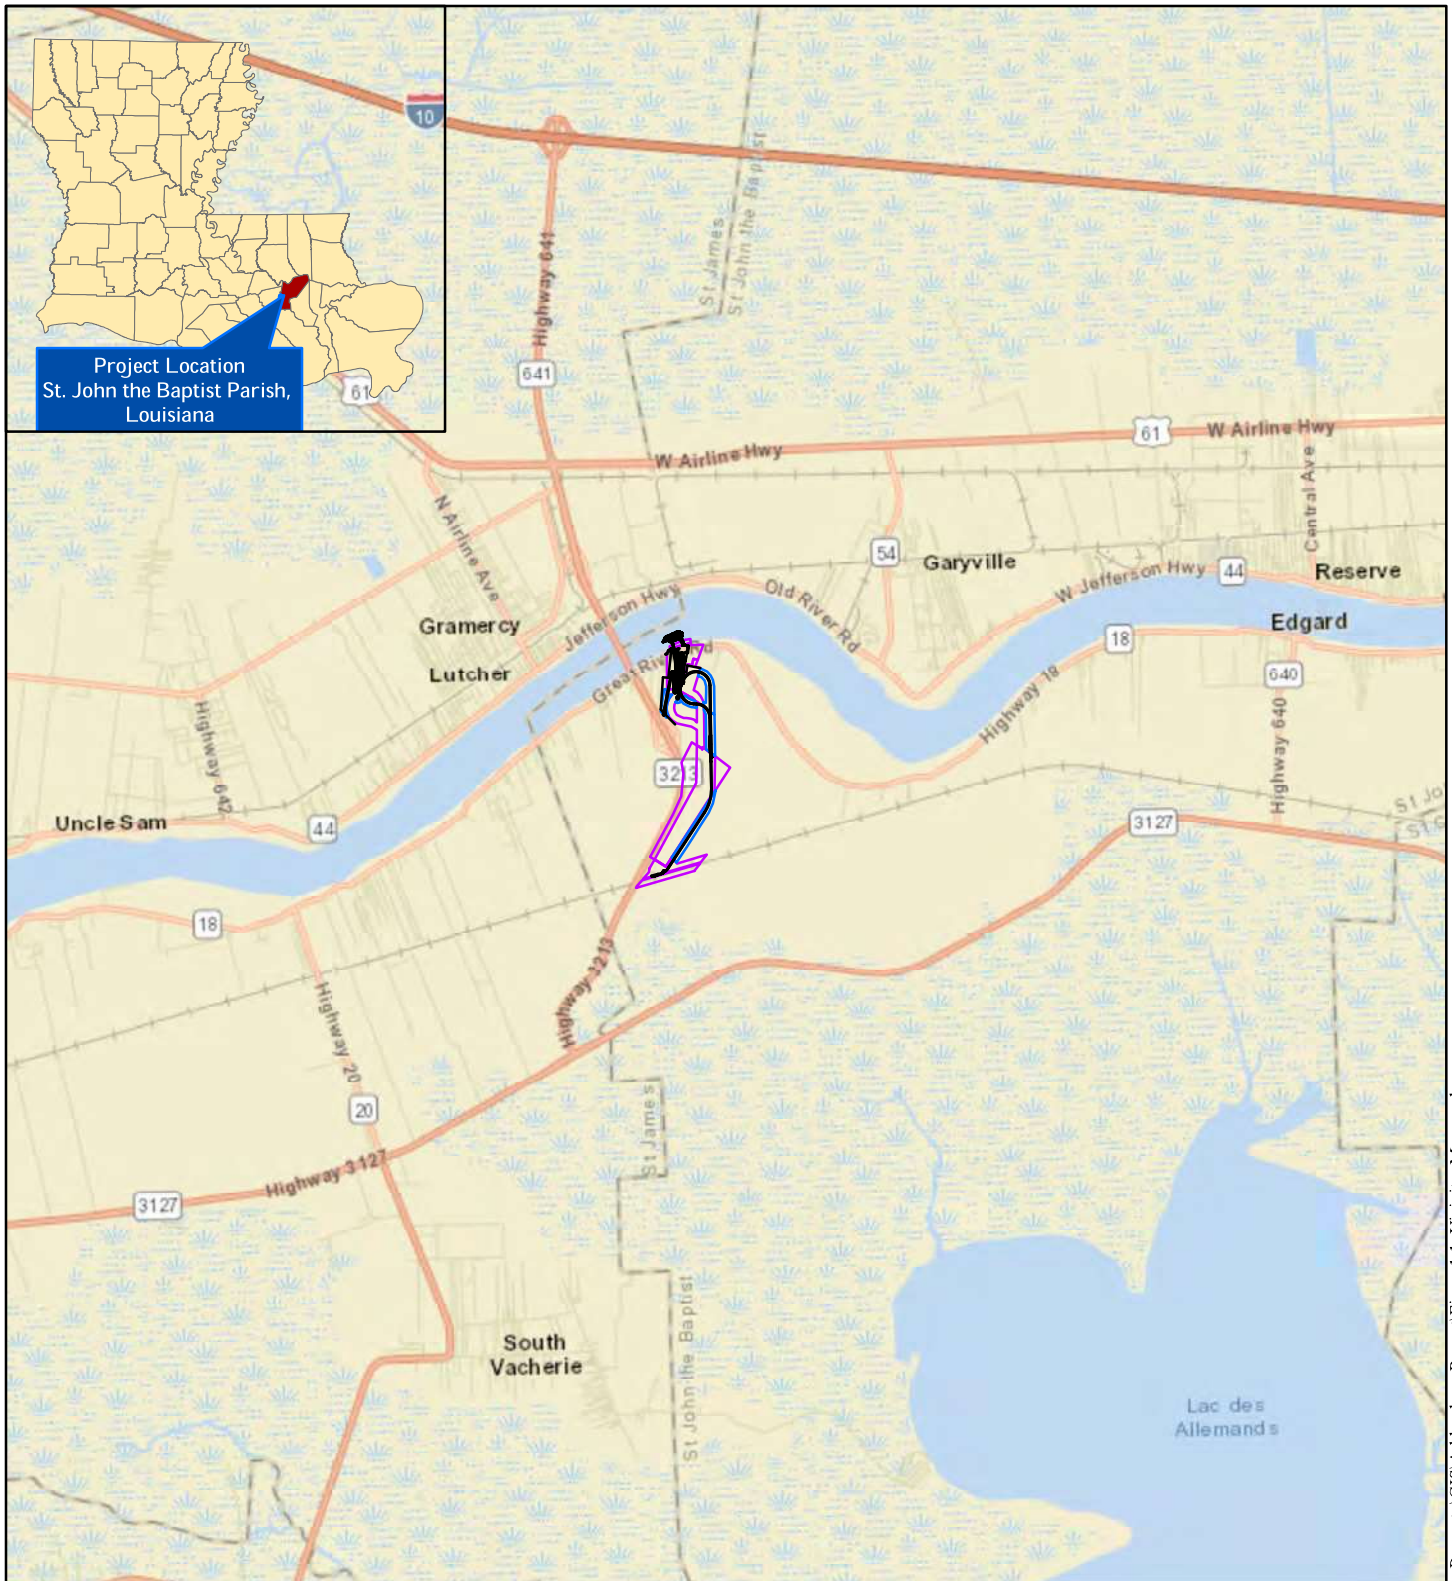 10
Project Location
St. John the Baptist Parish,
Louisiana
61
Highway 641
641
St James
St John the Baptist
W Airline Hwy
61
W Airline Hwy
N Airline Ave
Central Ave
54
Garyville
W Jefferson Hwy
44
Reserve
Old River Rd
Jefferson Hwy
Gramercy
Lutcher
Edgard
18
640
Great River Rd
Highway 18
Highway 640
Highway 642
3213
Uncle Sam
44
3127
St Jo
St C
18
Highway 3213
Highway 20
20
St James
Highway 3127
3127
South
Vacherie
St John the Baptist
Lac des
Allemands